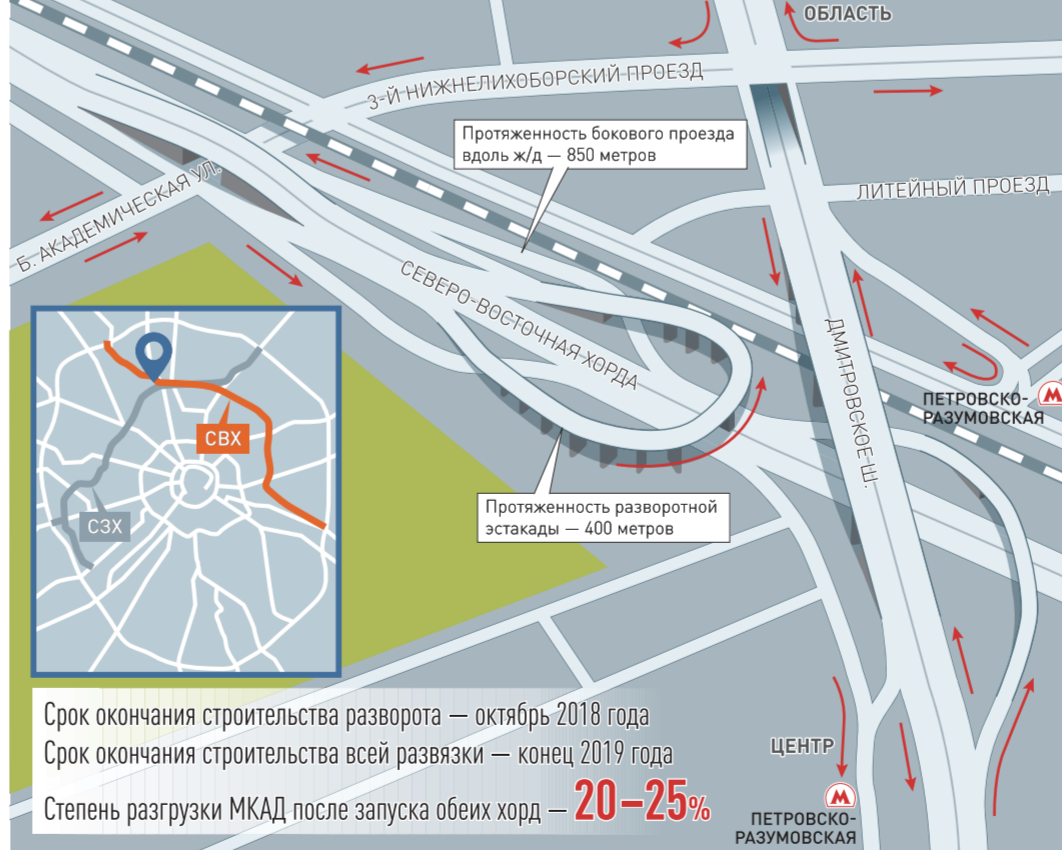 ОБЛАСТЬ
3-Й НИЖНЕЛИХОБОРСКИЙ ПРОЕЗД
Протяженность бокового проезда
вдоль ж/д — 850 метров
ЛИТЕЙНЫЙ ПРОЕЗД
Б. АКАДЕМИЧЕСКАЯ УЛ.
СЕВЕРО-ВОСТОЧНАЯ ХОРДА
ДМИТРОВСКОЕ Ш.
ПЕТРОВСКО-
РАЗУМОВСКАЯ
М
СВХ
СЗХ
Протяженность разворотной
эстакады — 400 метров
Срок окончания строительства разворота — октябрь 2018 года
Срок окончания строительства всей развязки — конец 2019 года
Степень разгрузки МКАД после запуска обеих хорд — 20–25%
ЦЕНТР
М
ПЕТРОВСКО-
РАЗУМОВСКАЯ